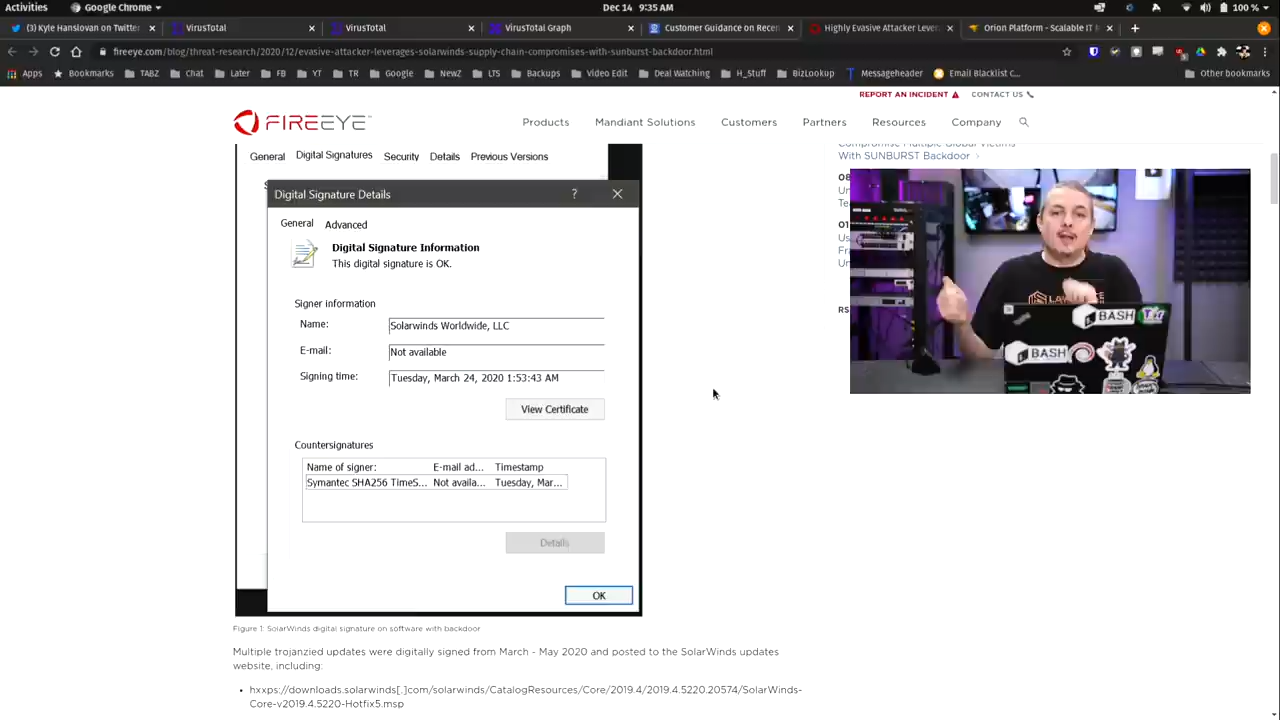 Activities
Google Chrome
Dec 14 9:35 AM
100 %
(3) Kyle Hanslovan on Twitter
VirusTotal
VirusTotal
VirusTotal Graph
Customer Guidance on Recen
Highly Evasive Attacker Lever
Orion Platform - Scalable IT
fireeye.com/blog/threat-research/2020/12/evasive-attacker-leverages-solarwinds-supply-chain-compromises-with-sunburst-backdoor.html
Apps Bookmarks TABZ Chat Later FB YT TR Google NewZ LTS Backups Video Edit Deal Watching H_Stuff BizLookup Messageheader Email Blacklist C... Other bookmarks
REPORT AN INCIDENT CONTACT US
FIREEYE
Products Mandiant Solutions Customers Partners Resources Company
Compromise Multiple Global Victims
With SUNBURST Backdoor
General Digital Signatures Security Details Previous Versions
Digital Signature Details
General Advanced
Digital Signature Information
This digital signature is OK.
Signer information
Name: Solarwinds Worldwide, LLC
E-mail: Not available
Signing time: Tuesday, March 24, 2020 1:53:43 AM
View Certificate
Countersignatures
Name of signer: E-mail ad... Timestamp
Symantec SHA256 TimeS... Not availa... Tuesday, Mar...
Details
OK
BASH
BASH
Figure 1: SolarWinds digital signature on software with backdoor
Multiple trojanzied updates were digitally signed from March - May 2020 and posted to the SolarWinds updates
website, including:
• hxxps://downloads.solarwinds[.]com/solarwinds/CatalogResources/Core/2019.4/2019.4.5220.20574/SolarWinds-
Core-v2019.4.5220-Hotfix5.msp